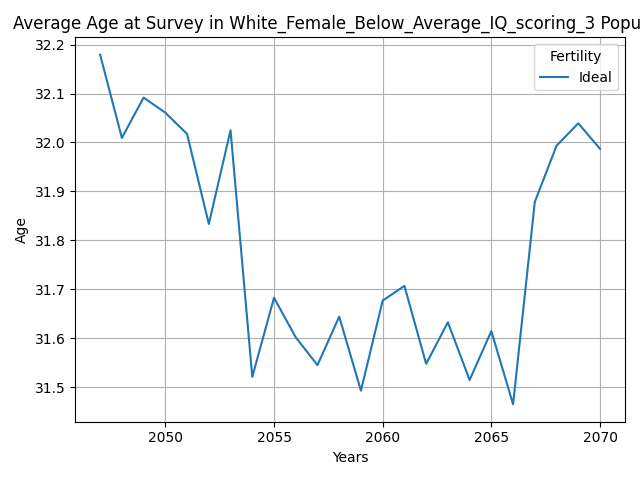 Average Age at Survey in White_Female_Below_Average_IQ_scoring_3 Popu
Fertility
Ideal
32.2
32.1
32.0
31.9
31.8
31.7
31.6
31.5
Age
2050 2055 2060 2065 2070
Years